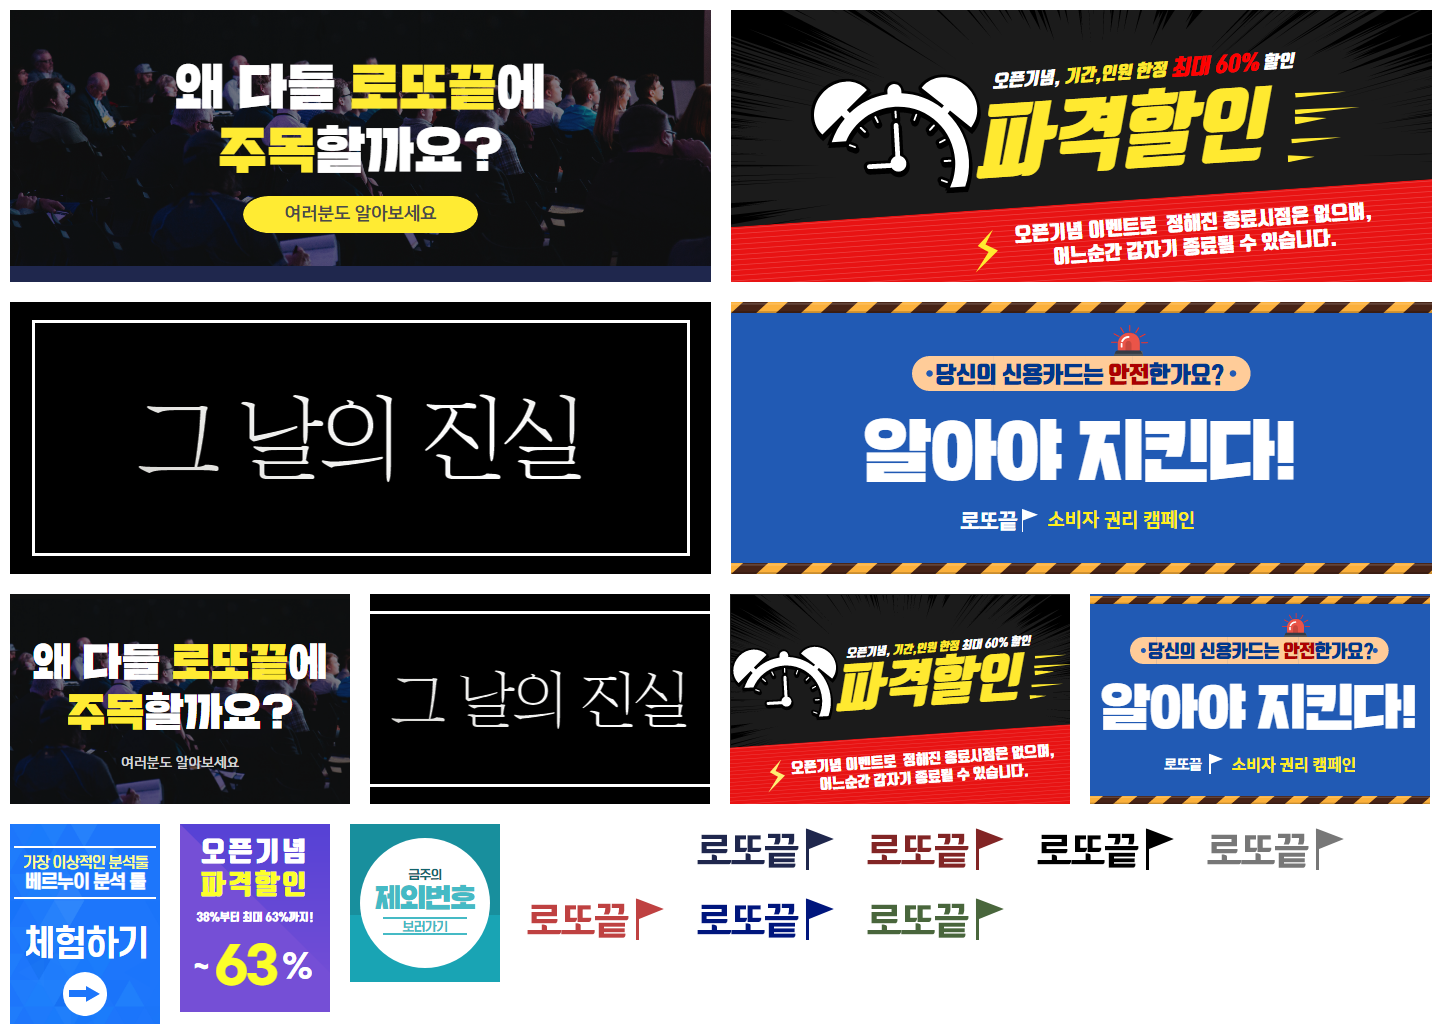 왜 다들 로또끝에
주목할까요?
여러분도 알아보세요
오픈기념, 기간,인원 한정 최대 60% 할인
파격할인
오픈기념 이벤트로 정해진 종료시점은 없으며,
어느순간 갑자기 종료될 수 있습니다.
그 날의 진실
당신의 신용카드는 안전한가요?
알아야 지킨다!
로또끝 소비자 권리 캠페인
왜 다들 로또끝에
주목할까요?
여러분도 알아보세요
그 날의 진실
오픈기념, 기간,인원 한정 최대 60% 할인
파격할인
오픈기념 이벤트로 정해진 종료시점은 없으며,
어느순간 갑자기 종료될 수 있습니다.
당신의 신용카드는 안전한가요?
알아야 지킨다!
로또끝 소비자 권리 캠페인
가장 이상적인 분석툴
베르누이 분석 툴
체험하기
오픈기념
파격할인
38%부터 최대 63%까지!
~63%
금주의
제외번호
보러가기
로또끝
로또끝
로또끝
로또끝
로또끝
로또끝
로또끝